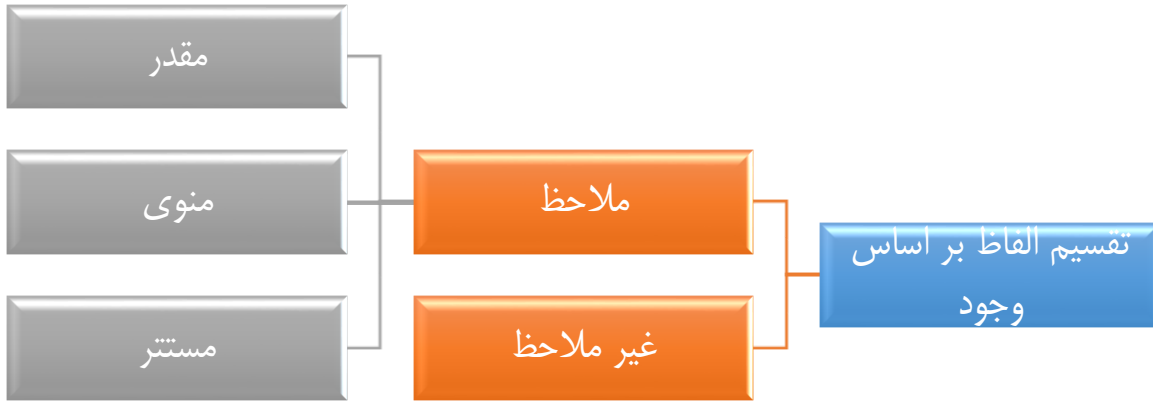 تقسیم الفاظ بر اساس
وجود
ملاحظ
غیر ملاحظ
مقدر
منوی
مستتر